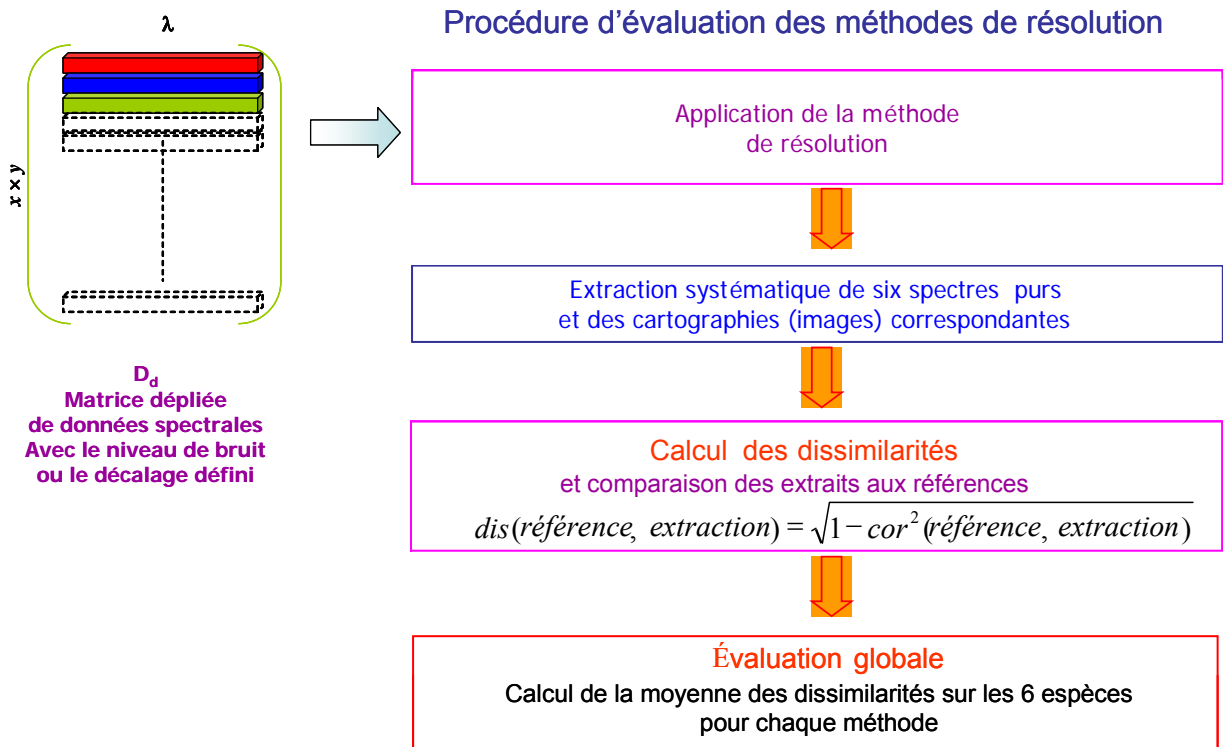 Procédure d'évaluation des méthodes de résolution
λ
x × y
D_d
Matrice dépliée
de données spectrales
Avec le niveau de bruit
ou le décalage défini
Application de la méthode
de résolution
Extraction systématique de six spectres purs
et des cartographies (images) correspondantes
Calcul des dissimilarités
et comparaison des extraits aux références
dis(référence, extraction) = √(1 − cor²(référence, extraction))
Évaluation globale
Calcul de la moyenne des dissimilarités sur les 6 espèces
pour chaque méthode